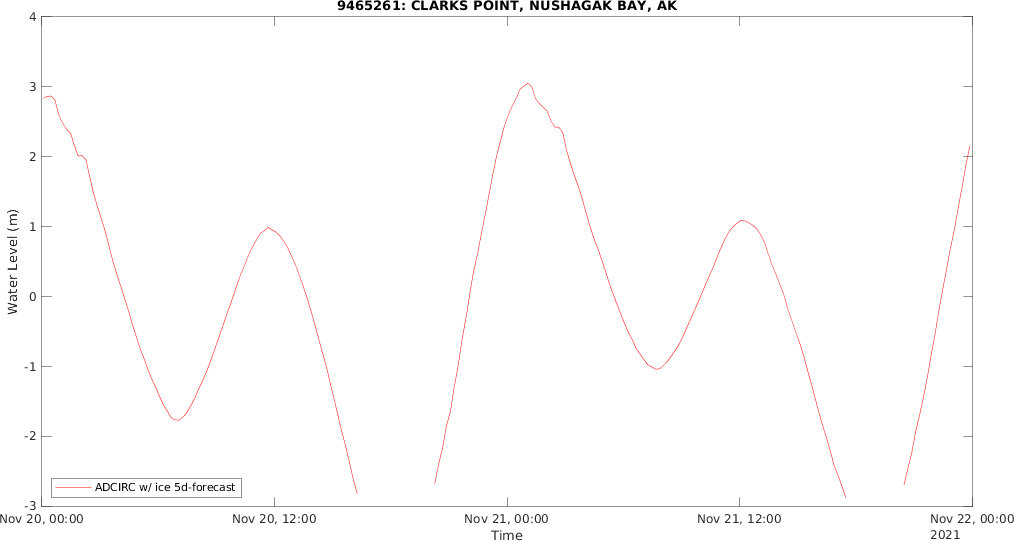 9465261: CLARKS POINT, NUSHAGAK BAY, AK
4
3
2
1
0
-1
-2
-3
Water Level (m)
ADCIRC w/ ice 5d-forecast
Nov 20, 00:00
Nov 20, 12:00
Nov 21, 00:00
Nov 21, 12:00
Nov 22, 00:00
Time
2021